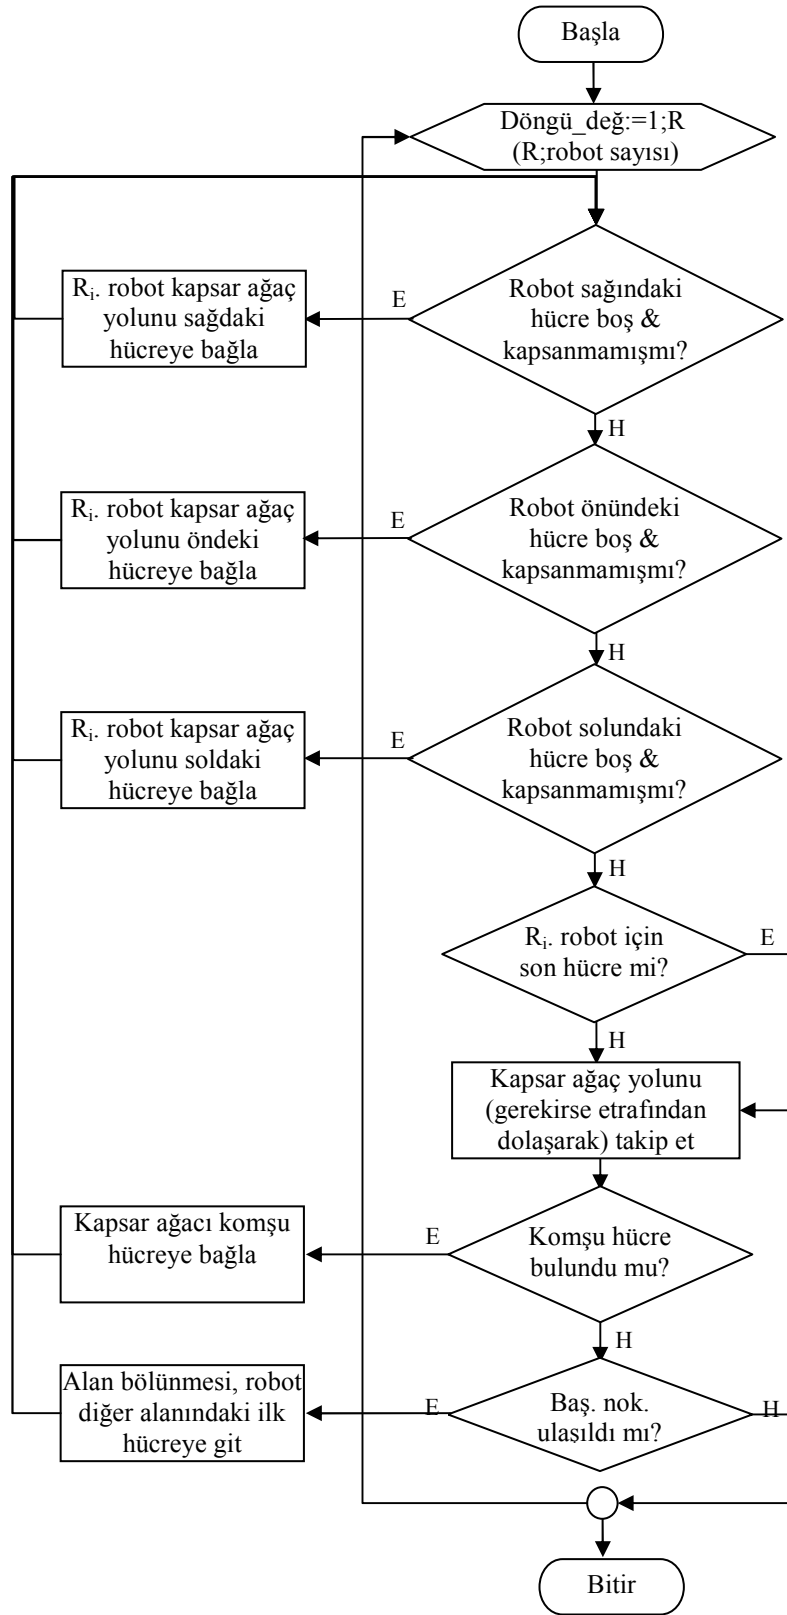 Başla
Döngü_değ:=1;R
(R;robot sayısı)
Robot sağındaki
hücre boş &
kapsanmamışmı?
E
Rᵢ. robot kapsar ağaç
yolunu sağdaki
hücreye bağla
H
Robot önündeki
hücre boş &
kapsanmamışmı?
E
Rᵢ. robot kapsar ağaç
yolunu öndeki
hücreye bağla
H
Robot solundaki
hücre boş &
kapsanmamışmı?
E
Rᵢ. robot kapsar ağaç
yolunu soldaki
hücreye bağla
H
Rᵢ. robot için
son hücre mi?
E
H
Kapsar ağaç yolunu
(gerekirse etrafından
dolaşarak) takip et
Komşu hücre
bulundu mu?
E
Kapsar ağacı komşu
hücreye bağla
H
Baş. nok.
ulaşıldı mı?
E
Alan bölünmesi, robot
diğer alanındaki ilk
hücreye git
H
Bitir